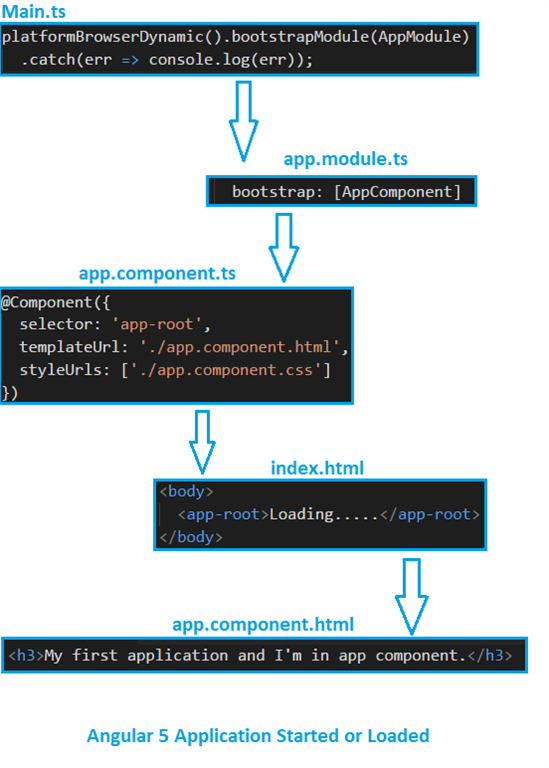 Main.ts
platformBrowserDynamic().bootstrapModule(AppModule)
.catch(err => console.log(err));
app.module.ts
bootstrap: [AppComponent]
app.component.ts
@Component({
selector: 'app-root',
templateUrl: './app.component.html',
styleUrls: ['./app.component.css']
})
index.html
<body>
<app-root>Loading.....</app-root>
</body>
app.component.html
<h3>My first application and I'm in app component.</h3>
Angular 5 Application Started or Loaded